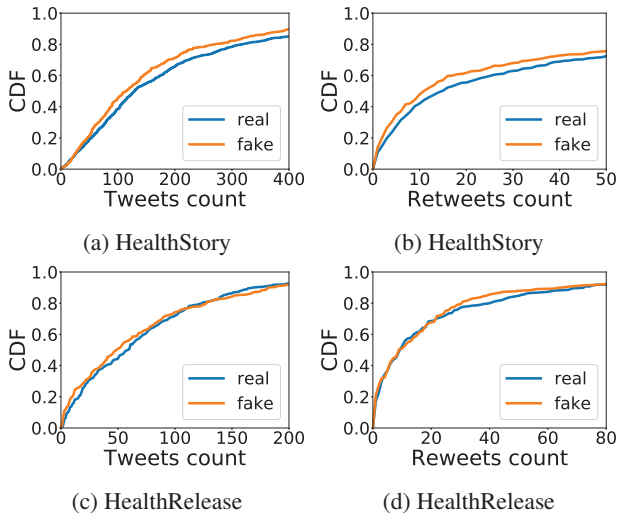 1.0
0.8
0.6
0.4
0.2
0.0
CDF
real
fake
0
100
200
300
400
Tweets count
(a) HealthStory
1.0
0.8
0.6
0.4
0.2
0.0
CDF
real
fake
0
10
20
30
40
50
Retweets count
(b) HealthStory
1.0
0.8
0.6
0.4
0.2
0.0
CDF
real
fake
0
50
100
150
200
Tweets count
(c) HealthRelease
1.0
0.8
0.6
0.4
0.2
0.0
CDF
real
fake
0
20
40
60
80
Reweets count
(d) HealthRelease